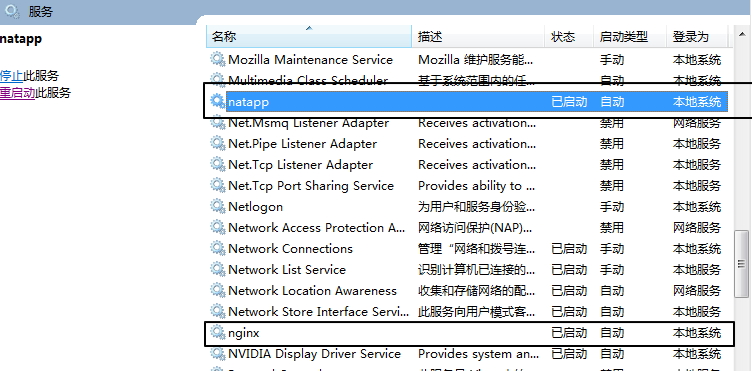 服务
natapp
停止此服务
重启动此服务
名称 描述 状态 启动类型 登录为
Mozilla Maintenance Service Mozilla 维护服务能... 手动 本地系统
Multimedia Class Scheduler 基于系统范围内的任... 自动 本地系统
natapp 已启动 自动 本地系统
Net.Msmq Listener Adapter Receives activation... 禁用 网络服务
Net.Pipe Listener Adapter Receives activation... 禁用 本地服务
Net.Tcp Listener Adapter Receives activation... 禁用 本地服务
Net.Tcp Port Sharing Service Provides ability to ... 禁用 本地服务
Netlogon 为用户和服务身份验... 手动 本地系统
Network Access Protection A... 网络访问保护(NAP)... 禁用 网络服务
Network Connections 管理“网络和拨号连... 已启动 手动 本地系统
Network List Service 识别计算机已连接的... 已启动 手动 本地服务
Network Location Awareness 收集和存储网络的配... 已启动 自动 网络服务
Network Store Interface Servi... 此服务向用户模式客... 已启动 自动 本地服务
nginx 已启动 自动 本地系统
NVIDIA Display Driver Service Provides system an... 已启动 自动 本地系统